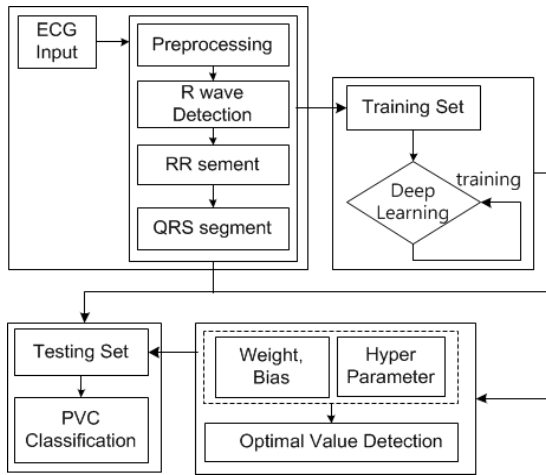 ECG
Input
Preprocessing
R wave
Detection
RR sement
QRS segment
Training Set
Deep
Learning
training
Testing Set
PVC
Classification
Weight,
Bias
Hyper
Parameter
Optimal Value Detection